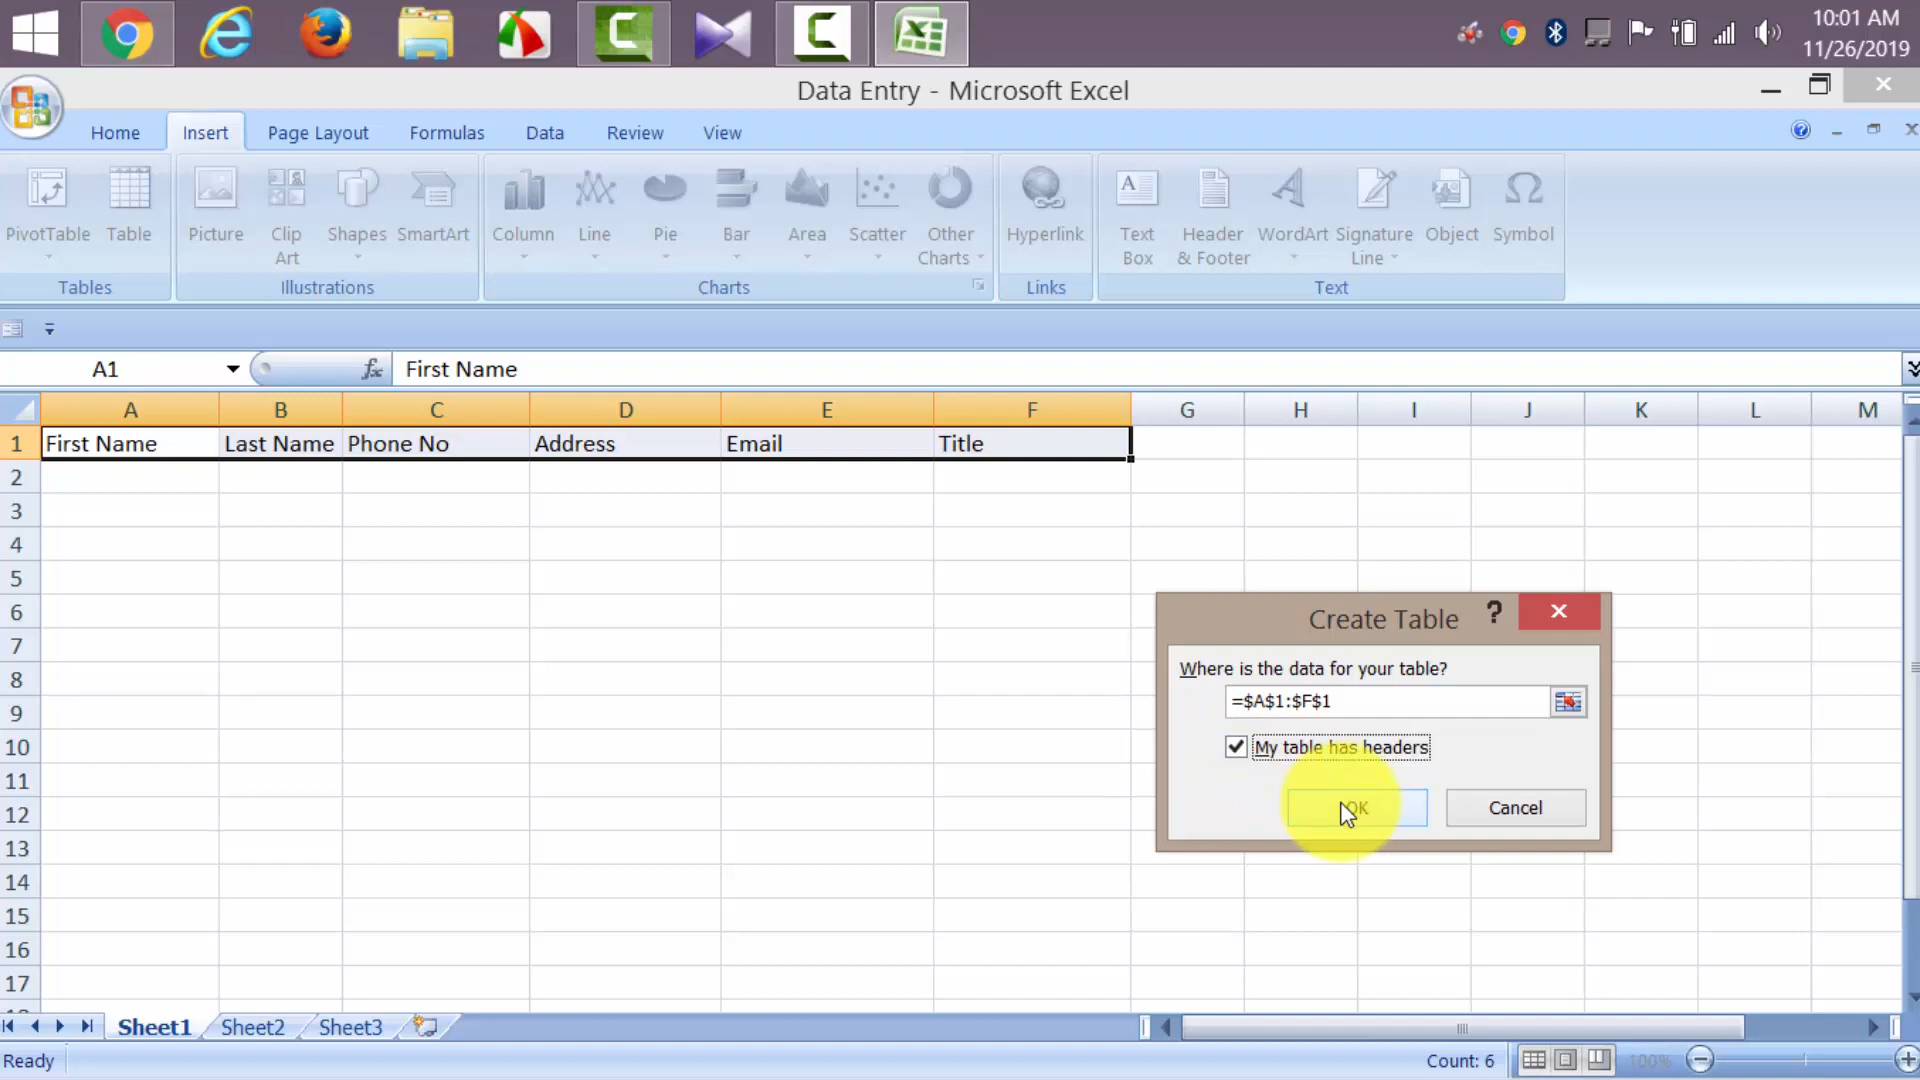 10:01 AM
11/26/2019
Data Entry - Microsoft Excel
Home Insert Page Layout Formulas Data Review View
PivotTable Table Picture Clip Art Shapes SmartArt Column Line Pie Bar Area Scatter Other Charts Hyperlink Text Box Header & Footer WordArt Signature Line Object Symbol
Tables Illustrations Charts Links Text
A1 fx First Name
A B C D E F G H I J K L M
1 First Name Last Name Phone No Address Email Title
2
3
4
5
6
7
8
9
10
11
12
13
14
15
16
17
Create Table ?
Where is the data for your table?
=$A$1:$F$1
My table has headers
OK Cancel
Sheet1 Sheet2 Sheet3
Ready Count: 6 100%